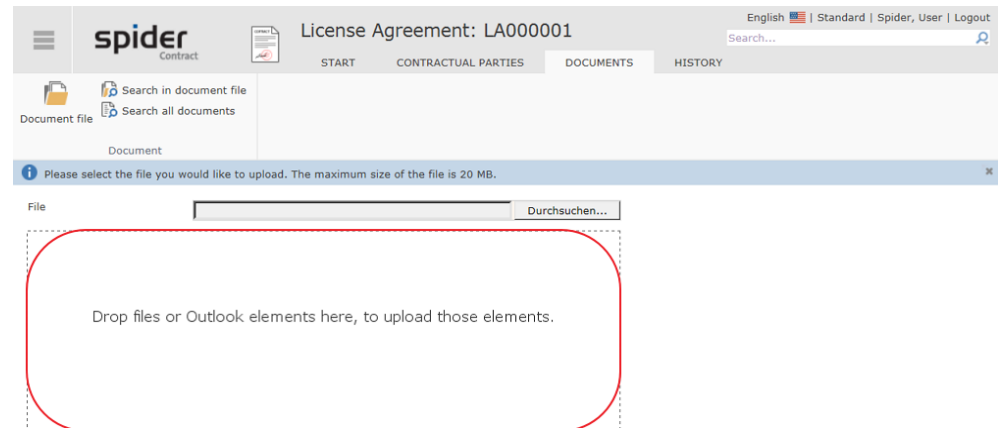 English | Standard | Spider, User | Logout
spider
Contract
CONTRACT
License Agreement: LA000001
Search...
START CONTRACTUAL PARTIES DOCUMENTS HISTORY
Document file
Search in document file
Search all documents
Document
Please select the file you would like to upload. The maximum size of the file is 20 MB.
File
Durchsuchen...
Drop files or Outlook elements here, to upload those elements.